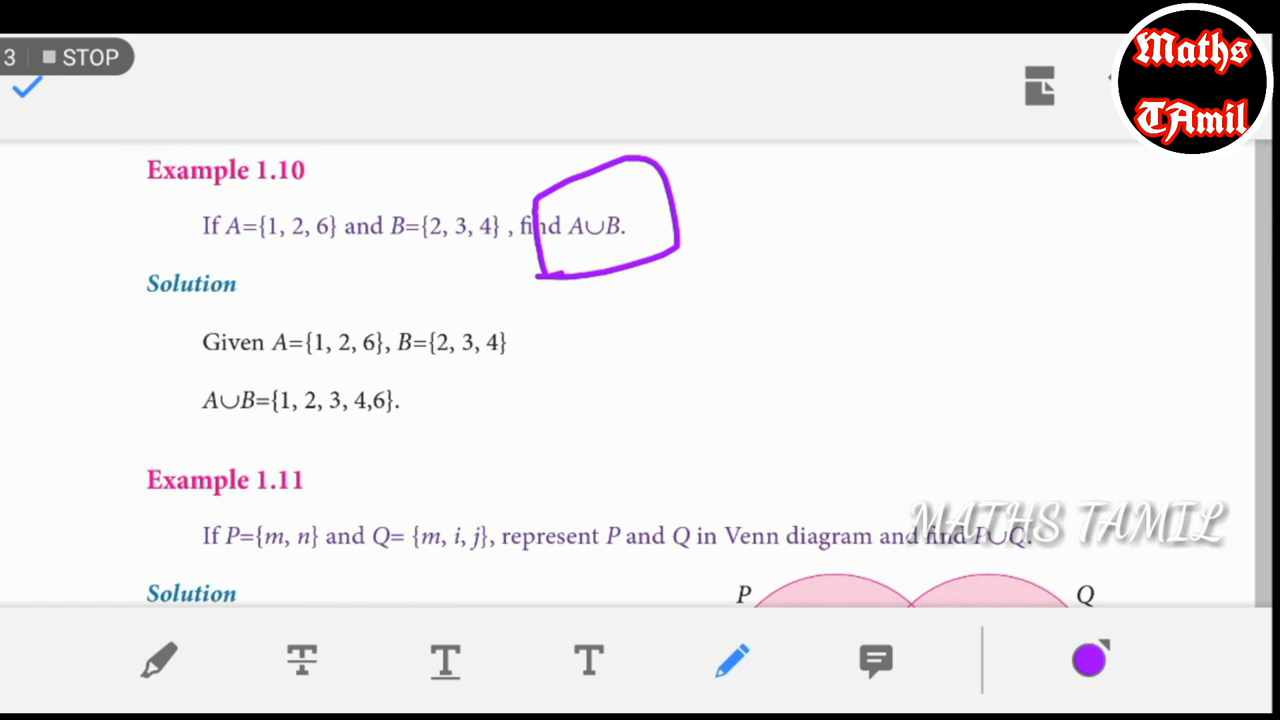 3 STOP
Maths
TAmil
Example 1.10
If A={1, 2, 6} and B={2, 3, 4} , find A∪B.
Solution
Given A={1, 2, 6}, B={2, 3, 4}
A∪B={1, 2, 3, 4,6}.
Example 1.11
MATHS TAMIL
If P={m, n} and Q= {m, i, j}, represent P and Q in Venn diagram and find P∪Q.
Solution
P
Q
T
T
T